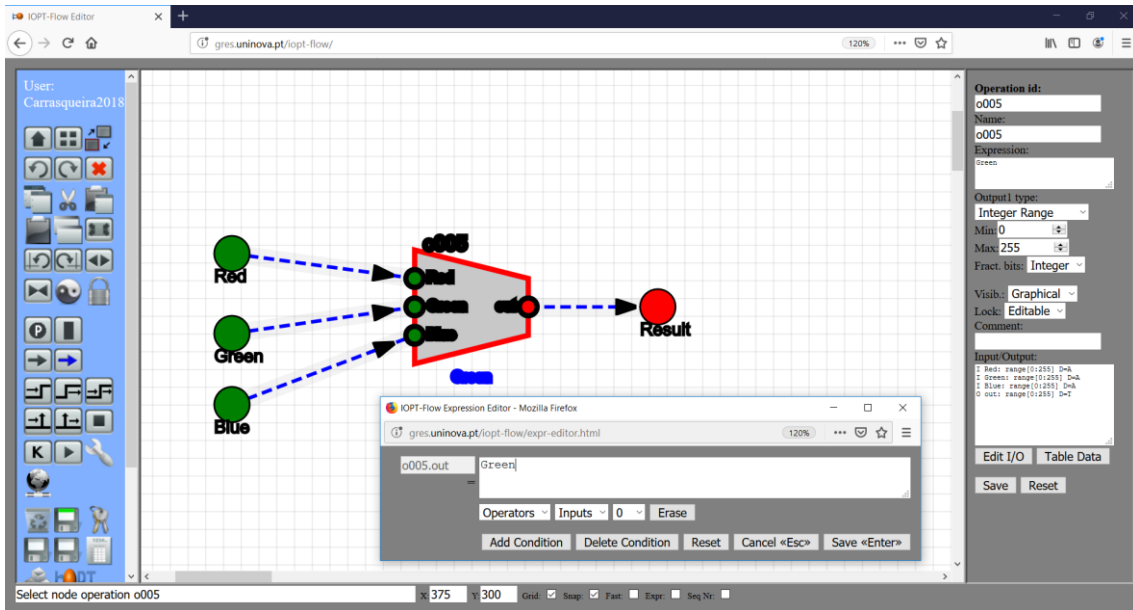 IOPT-Flow Editor
gres.uninova.pt/iopt-flow/
120%
User:
Carrasqueira2018
P
K
Red
Green
Blue
o005
Red
Green
Blue
out
Green
Result
IOPT-Flow Expression Editor - Mozilla Firefox
gres.uninova.pt/iopt-flow/expr-editor.html
120%
o005.out
=
Green
Operators Inputs 0 Erase
Add Condition Delete Condition Reset Cancel «Esc» Save «Enter»
Operation id:
o005
Name:
o005
Expression:
Green
Output1 type:
Integer Range
Min: 0
Max: 255
Fract. bits: Integer
Visib.: Graphical
Lock: Editable
Comment:
Input/Output:
I Red: range[0:255] D=A
I Green: range[0:255] D=A
I Blue: range[0:255] D=A
O out: range[0:255] D=T
Edit I/O Table Data
Save Reset
Select node operation o005 X: 375 Y: 300 Grid: Snap: Fast: Expr: Seq Nr: